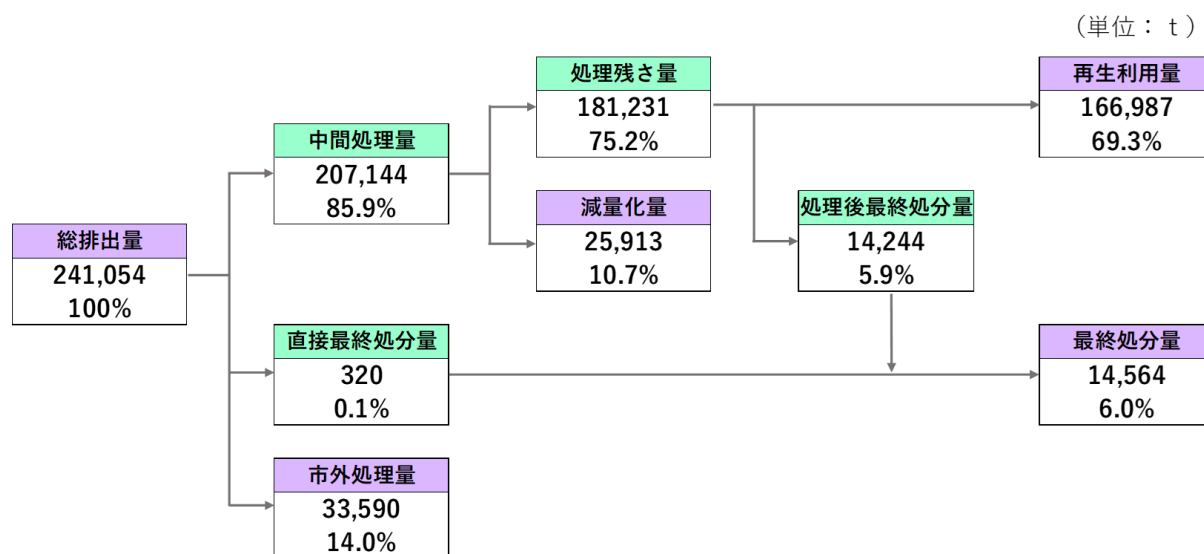 （単位：ｔ）
処理残さ量
181,231
75.2%
再生利用量
166,987
69.3%
中間処理量
207,144
85.9%
減量化量
25,913
10.7%
処理後最終処分量
14,244
5.9%
総排出量
241,054
100%
直接最終処分量
320
0.1%
最終処分量
14,564
6.0%
市外処理量
33,590
14.0%